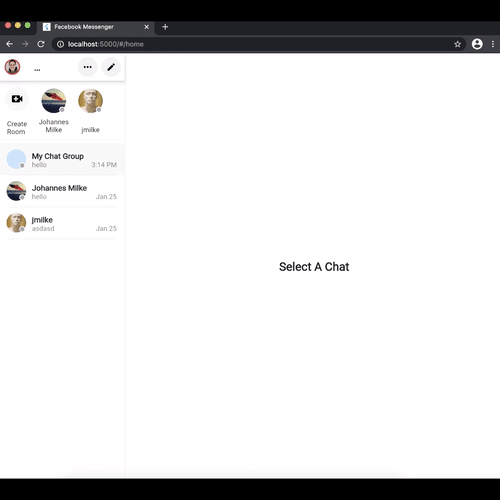 Facebook Messenger
localhost:5000/#/home
...
Create
Room
Johannes
Milke
jmilke
My Chat Group
hello
3:14 PM
Johannes Milke
hello
Jan 25
jmilke
asdasd
Jan 25
Select A Chat